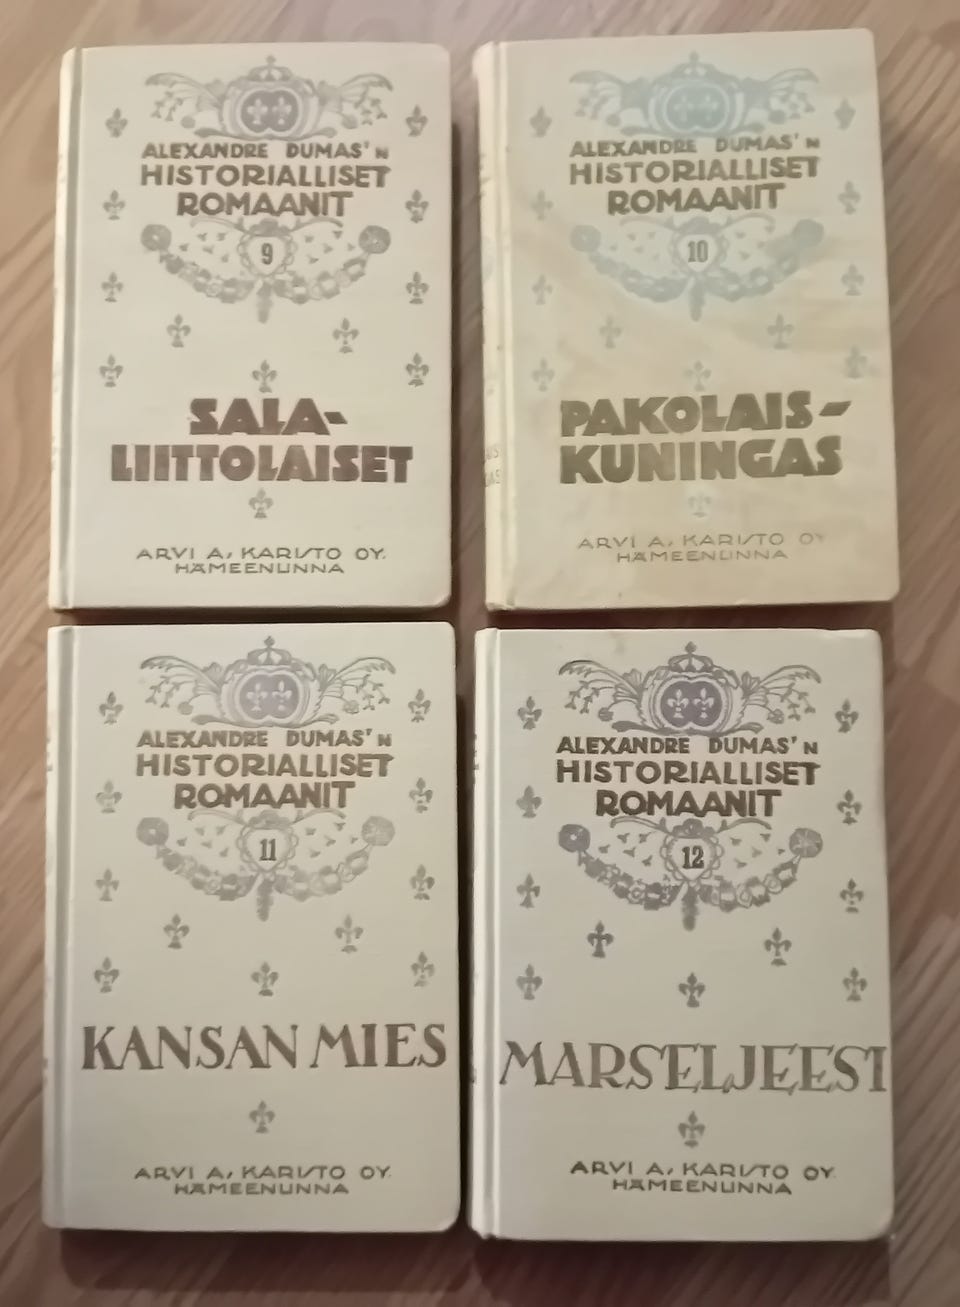 ALEXANDRE DUMAS'N
HISTORIALLISET
ROMAANIT
9
SALA-
LIITTOLAISET
ARVI A. KARISTO OY.
HÄMEENLINNA
ALEXANDRE DUMAS'N
HISTORIALLISET
ROMAANIT
10
PAKOLAIS-
KUNINGAS
ARVI A. KARISTO OY
HÄMEENLINNA
ALEXANDRE DUMAS'N
HISTORIALLISET
ROMAANIT
11
KANSAN MIES
ARVI A. KARISTO OY.
HÄMEENLINNA
ALEXANDRE DUMAS'N
HISTORIALLISET
ROMAANIT
12
MARSELJEESI
ARVI A. KARISTO OY.
HÄMEENLINNA